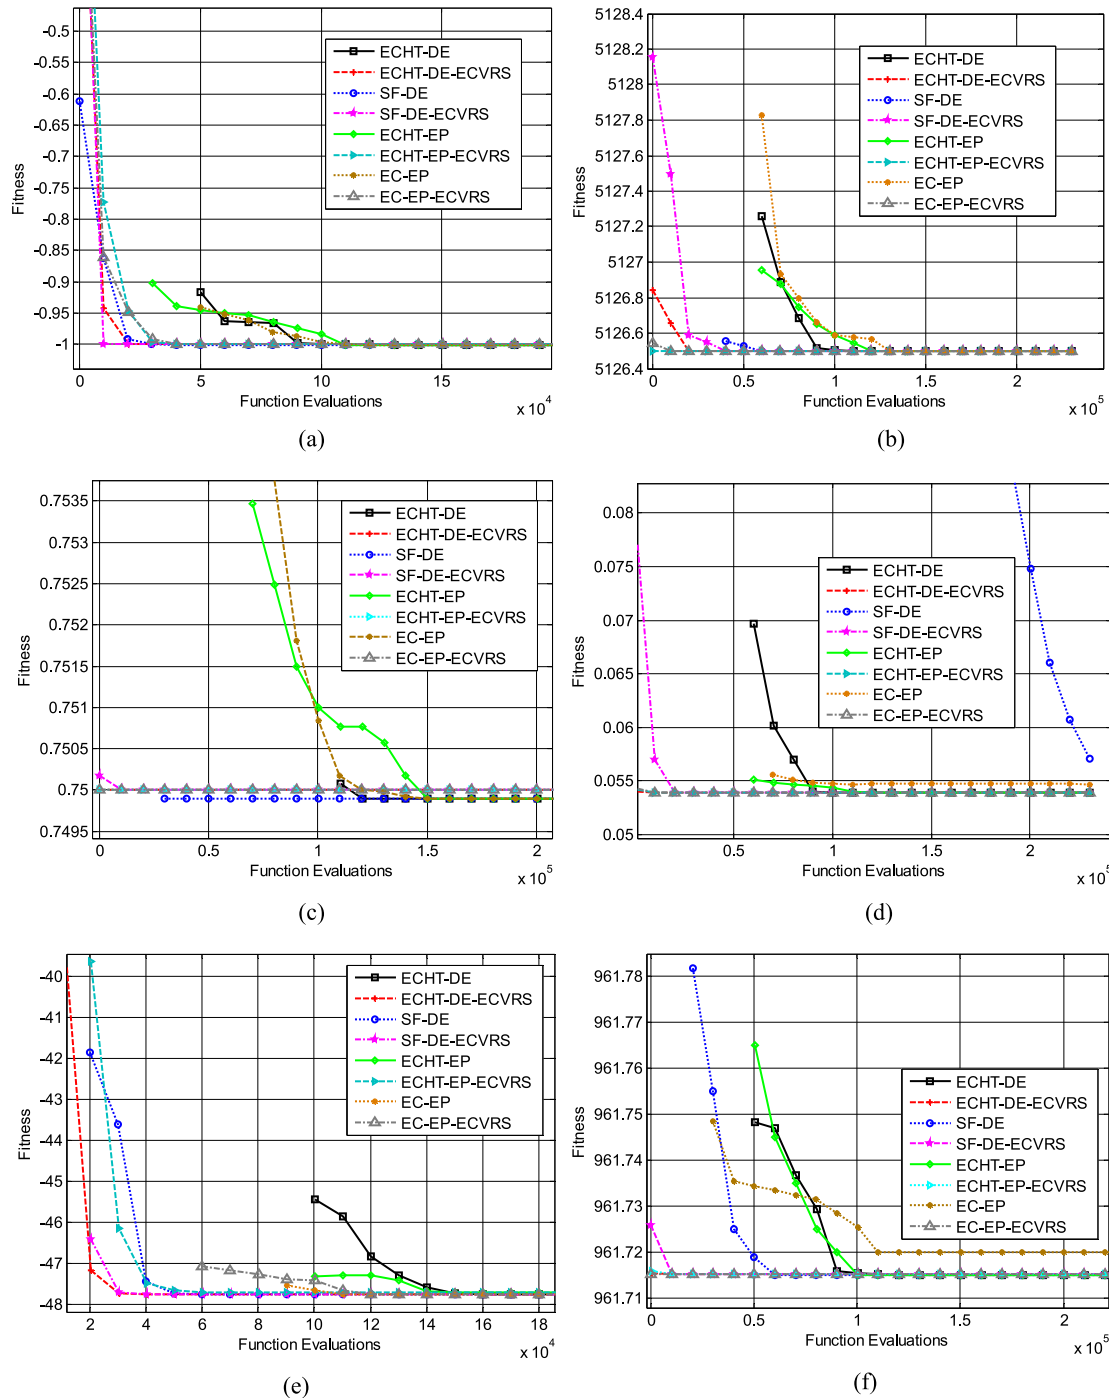 -0.5
-0.55
-0.6
-0.65
-0.7
-0.75
-0.8
-0.85
-0.9
-0.95
-1
Fitness
ECHT-DE
ECHT-DE-ECVRS
SF-DE
SF-DE-ECVRS
ECHT-EP
ECHT-EP-ECVRS
EC-EP
EC-EP-ECVRS
0 5 10 15
Function Evaluations
x 10^4
(a)
5128.4
5128.2
5128
5127.8
5127.6
5127.4
5127.2
5127
5126.8
5126.6
5126.4
Fitness
ECHT-DE
ECHT-DE-ECVRS
SF-DE
SF-DE-ECVRS
ECHT-EP
ECHT-EP-ECVRS
EC-EP
EC-EP-ECVRS
0 0.5 1 1.5 2
Function Evaluations
x 10^5
(b)
0.7535
0.753
0.7525
0.752
0.7515
0.751
0.7505
0.75
0.7495
Fitness
ECHT-DE
ECHT-DE-ECVRS
SF-DE
SF-DE-ECVRS
ECHT-EP
ECHT-EP-ECVRS
EC-EP
EC-EP-ECVRS
0 0.5 1 1.5 2
Function Evaluations
x 10^5
(c)
0.08
0.075
0.07
0.065
0.06
0.055
0.05
Fitness
ECHT-DE
ECHT-DE-ECVRS
SF-DE
SF-DE-ECVRS
ECHT-EP
ECHT-EP-ECVRS
EC-EP
EC-EP-ECVRS
0.5 1 1.5 2
Function Evaluations
x 10^5
(d)
-40
-41
-42
-43
-44
-45
-46
-47
-48
Fitness
ECHT-DE
ECHT-DE-ECVRS
SF-DE
SF-DE-ECVRS
ECHT-EP
ECHT-EP-ECVRS
EC-EP
EC-EP-ECVRS
2 4 6 8 10 12 14 16 18
Function Evaluations
x 10^4
(e)
961.78
961.77
961.76
961.75
961.74
961.73
961.72
961.71
Fitness
ECHT-DE
ECHT-DE-ECVRS
SF-DE
SF-DE-ECVRS
ECHT-EP
ECHT-EP-ECVRS
EC-EP
EC-EP-ECVRS
0 0.5 1 1.5 2
Function Evaluations
x 10^5
(f)